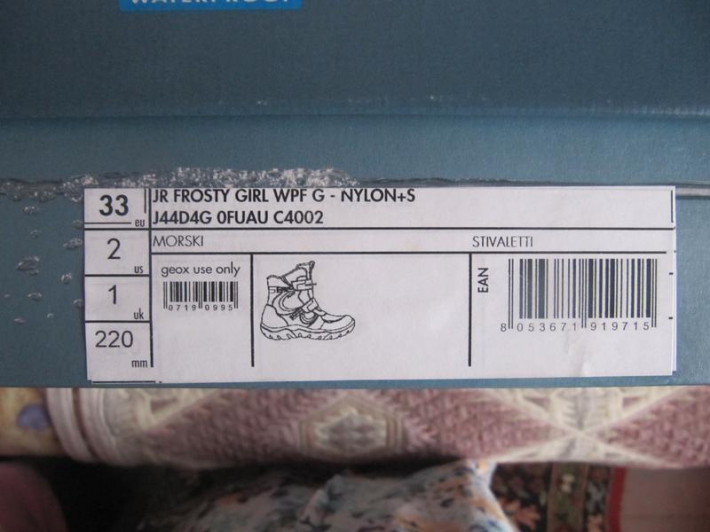 WATERPROOF
33 eu
JR FROSTY GIRL WPF G - NYLON+S
J44D4G 0FUAU C4002
2 us
MORSKI
STIVALETTI
1 uk
geox use only
0719 0995
220 mm
EAN
8 053671 919715